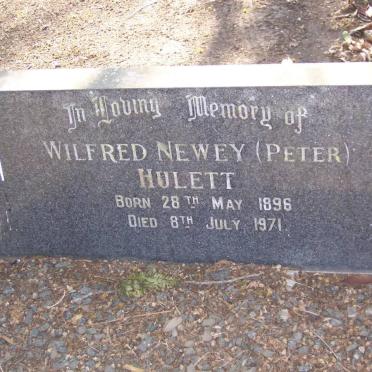 In Loving Memory of
WILFRED NEWEY (PETER)
HULETT
BORN 28TH MAY 1896
DIED 8TH JULY 1971